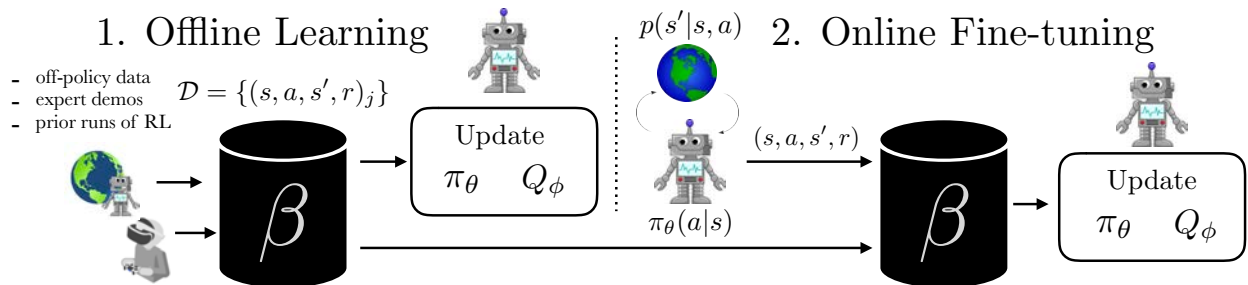 1. Offline Learning
- off-policy data
- expert demos
- prior runs of RL
D = {(s, a, s′, r)_j}
β
Update
π_θ Q_ϕ
p(s′|s, a)
π_θ(a|s)
2. Online Fine-tuning
(s, a, s′, r)
β
Update
π_θ Q_ϕ